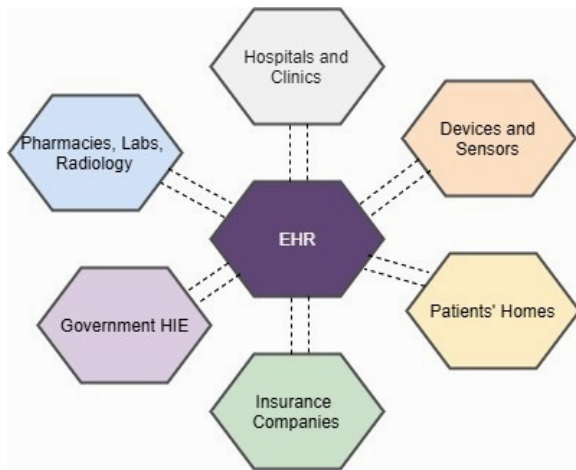 Hospitals and
Clinics
Pharmacies, Labs,
Radiology
Devices and
Sensors
EHR
Government HIE
Patients' Homes
Insurance
Companies